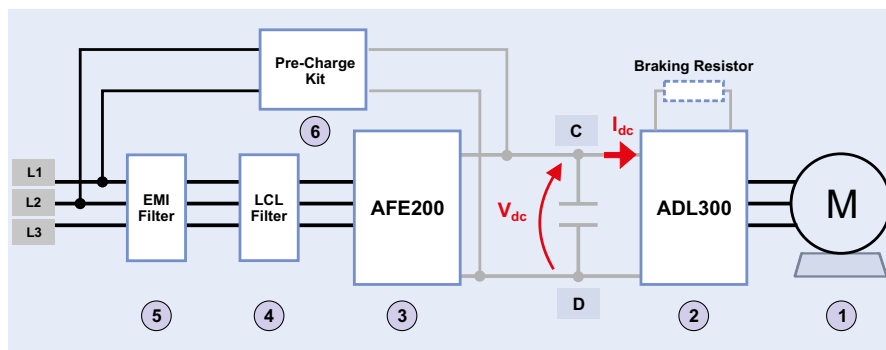 Pre-Charge
Kit
6
Braking Resistor
C
Idc
L1
L2
L3
EMI
Filter
LCL
Filter
AFE200
Vdc
ADL300
M
D
5
4
3
2
1